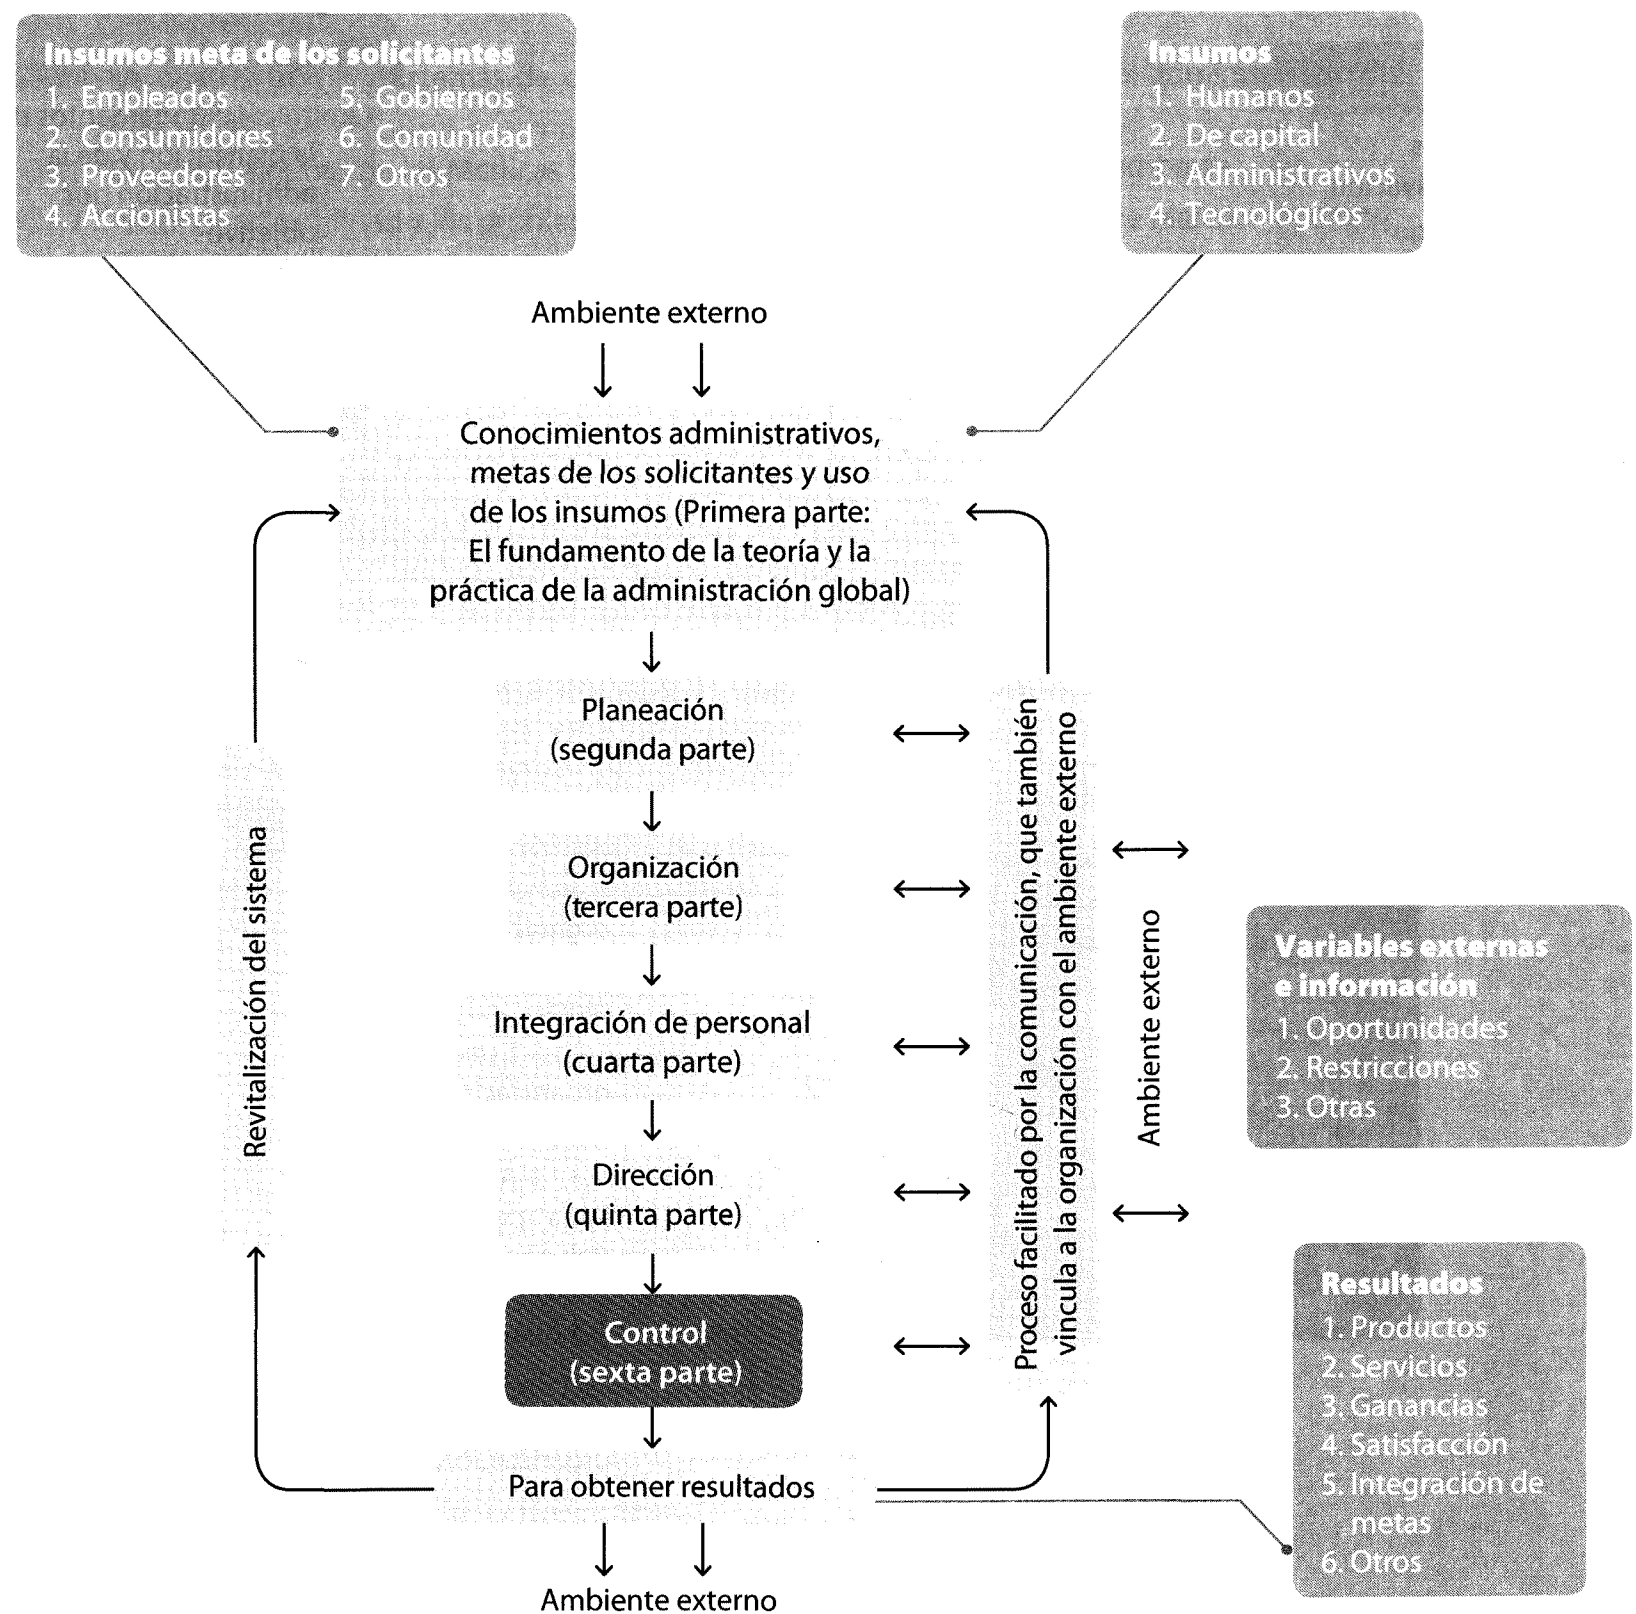 Insumos meta de los solicitantes
1. Empleados
2. Consumidores
3. Proveedores
4. Accionistas
5. Gobiernos
6. Comunidad
7. Otros
Insumos
1. Humanos
2. De capital
3. Administrativos
4. Tecnológicos
Ambiente externo
Conocimientos administrativos,
metas de los solicitantes y uso
de los insumos (Primera parte:
El fundamento de la teoría y la
práctica de la administración global)
Planeación
(segunda parte)
Organización
(tercera parte)
Integración de personal
(cuarta parte)
Dirección
(quinta parte)
Control
(sexta parte)
Para obtener resultados
Ambiente externo
Revitalización del sistema
Proceso facilitado por la comunicación, que también
vincula a la organización con el ambiente externo
Ambiente externo
Variables externas
e información
1. Oportunidades
2. Restricciones
3. Otras
Resultados
1. Productos
2. Servicios
3. Ganancias
4. Satisfacción
5. Integración de
metas
6. Otros